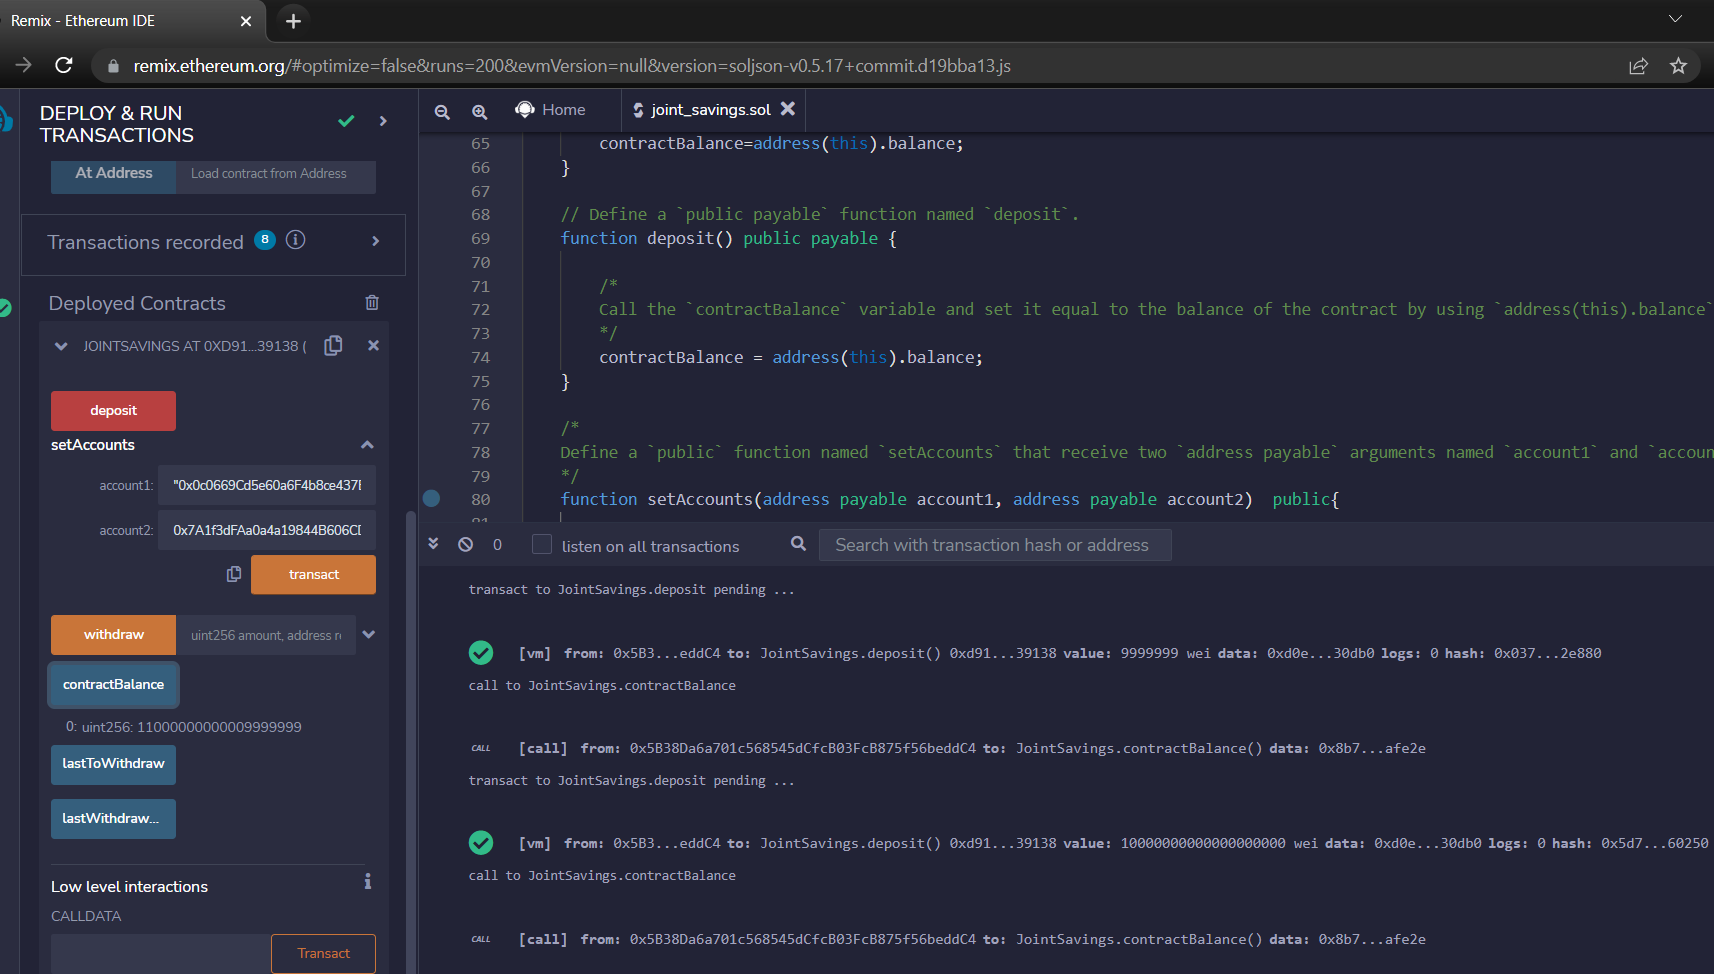 Remix - Ethereum IDE
remix.ethereum.org/#optimize=false&runs=200&evmVersion=null&version=soljson-v0.5.17+commit.d19bba13.js
DEPLOY & RUN
TRANSACTIONS
At Address Load contract from Address
Transactions recorded 8
Deployed Contracts
JOINTSAVINGS AT 0XD91...39138 (
deposit
setAccounts
account1: "0x0c0669Cd5e60a6F4b8ce437E
account2: 0x7A1f3dFAa0a4a19844B606CD
transact
withdraw uint256 amount, address re
contractBalance
0: uint256: 11000000000009999999
lastToWithdraw
lastWithdraw...
Low level interactions
CALLDATA
Transact
Home joint_savings.sol
65 contractBalance=address(this).balance;
66 }
67
68 // Define a `public payable` function named `deposit`.
69 function deposit() public payable {
70
71 /*
72 Call the `contractBalance` variable and set it equal to the balance of the contract by using `address(this).balance`
73 */
74 contractBalance = address(this).balance;
75 }
76
77 /*
78 Define a `public` function named `setAccounts` that receive two `address payable` arguments named `account1` and `accoun
79 */
80 function setAccounts(address payable account1, address payable account2)  public{
81
0 listen on all transactions Search with transaction hash or address
transact to JointSavings.deposit pending ...
[vm] from: 0x5B3...eddC4 to: JointSavings.deposit() 0xd91...39138 value: 9999999 wei data: 0xd0e...30db0 logs: 0 hash: 0x037...2e880
call to JointSavings.contractBalance
CALL [call] from: 0x5B38Da6a701c568545dCfcB03FcB875f56beddC4 to: JointSavings.contractBalance() data: 0x8b7...afe2e
transact to JointSavings.deposit pending ...
[vm] from: 0x5B3...eddC4 to: JointSavings.deposit() 0xd91...39138 value: 10000000000000000000 wei data: 0xd0e...30db0 logs: 0 hash: 0x5d7...60250
call to JointSavings.contractBalance
CALL [call] from: 0x5B38Da6a701c568545dCfcB03FcB875f56beddC4 to: JointSavings.contractBalance() data: 0x8b7...afe2e